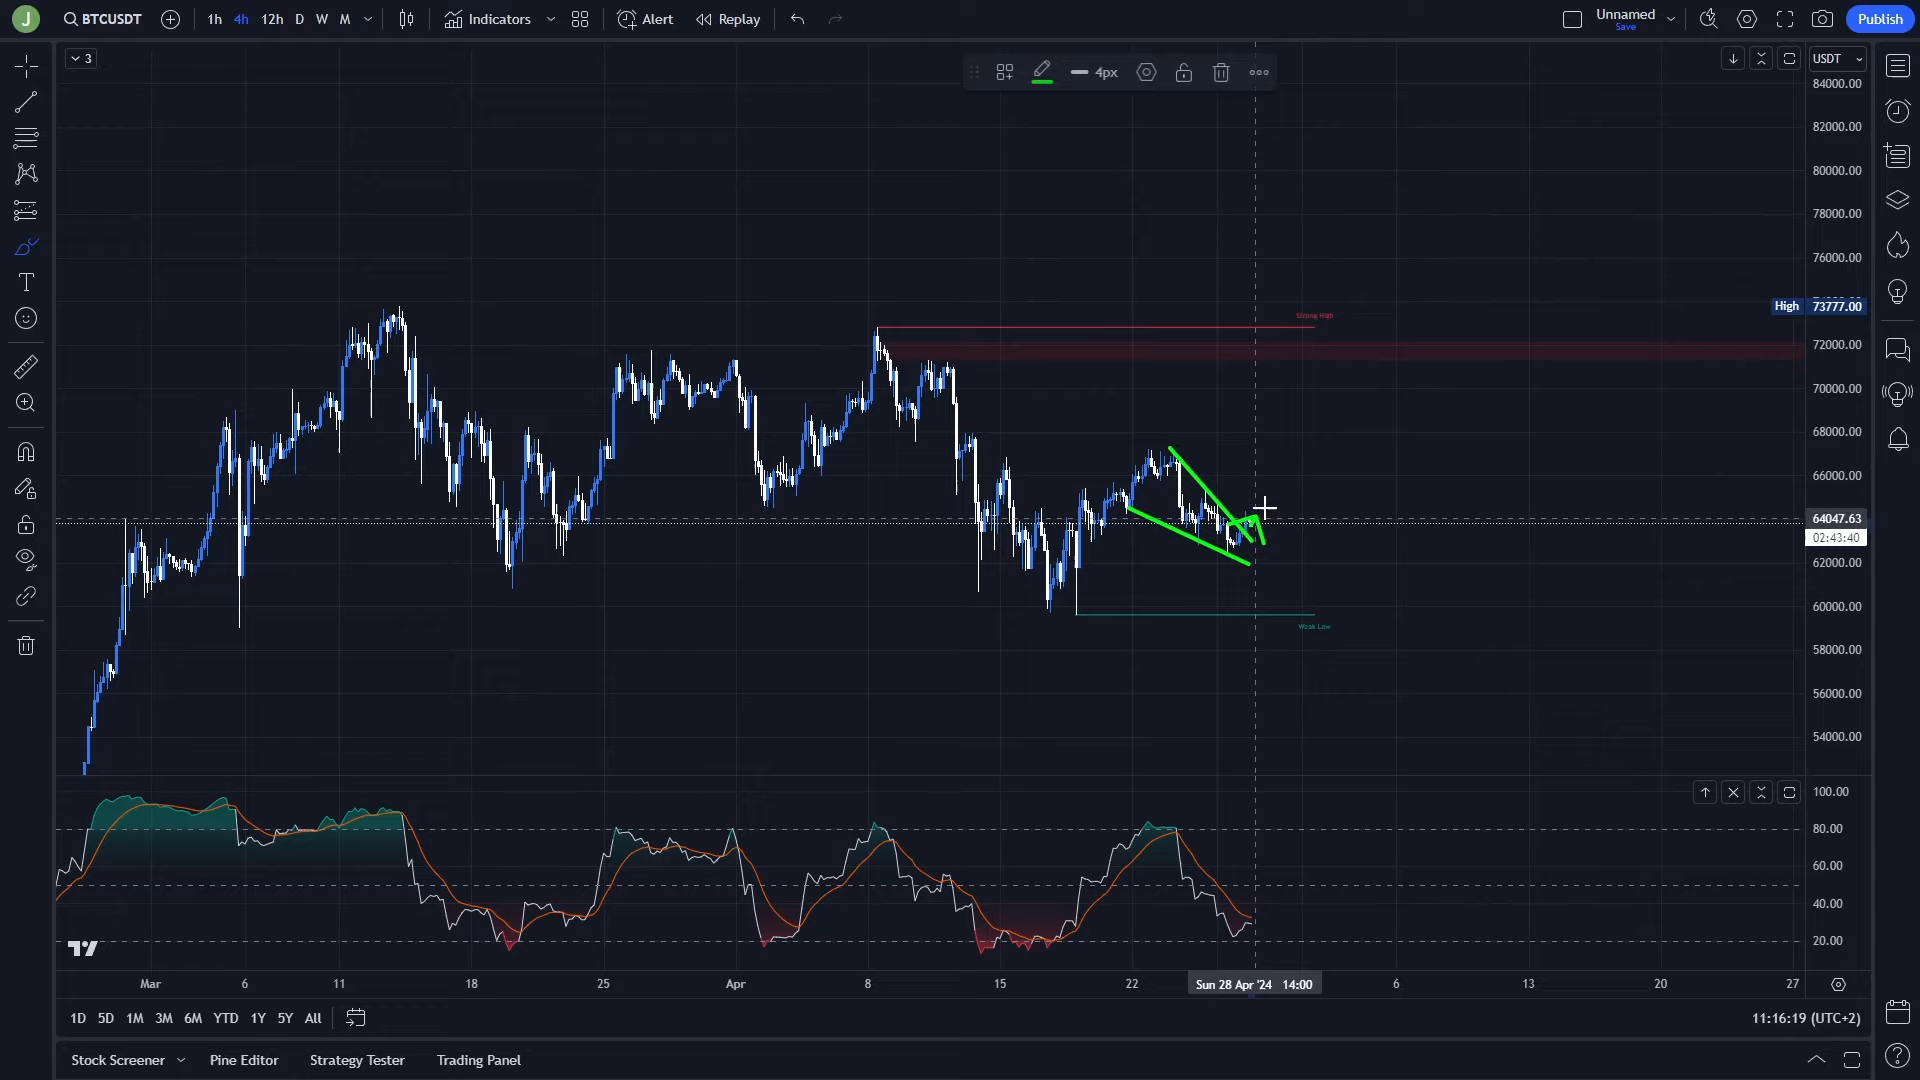 J
BTCUSDT
1h 4h 12h D W M
Indicators
Alert
Replay
Unnamed
Save
Publish
3
4px
USDT
84000.00
82000.00
80000.00
78000.00
76000.00
High 73777.00
Strong High
72000.00
70000.00
68000.00
66000.00
64047.63
02:43:40
62000.00
60000.00
Weak Low
58000.00
56000.00
54000.00
100.00
80.00
60.00
40.00
20.00
Mar 6 11 18 25 Apr 8 15 22 Sun 28 Apr '24 14:00 6 13 20 27
1D 5D 1M 3M 6M YTD 1Y 5Y All
11:16:19 (UTC+2)
Stock Screener Pine Editor Strategy Tester Trading Panel